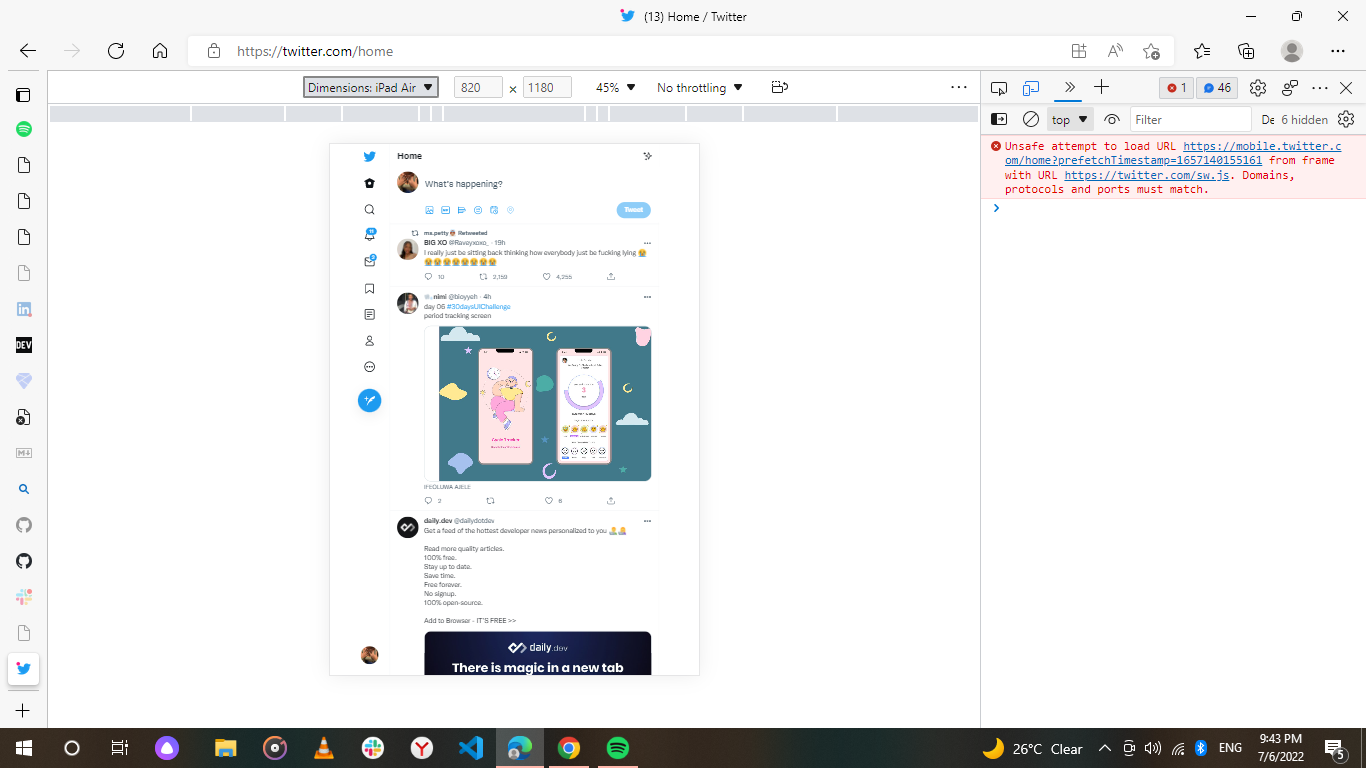 (13) Home / Twitter
https://twitter.com/home
Dimensions: iPad Air
820
×
1180
45%
No throttling
1
46
top
Filter
De
6 hidden
Unsafe attempt to load URL https://mobile.twitter.c
om/home?prefetchTimestamp=1657140155161 from frame
with URL https://twitter.com/sw.js. Domains,
protocols and ports must match.
DEV
Home
What's happening?
Tweet
11
2
ms.petty Retweeted
BIG XO @Ravayxoxo_ · 19h
I really just be sitting back thinking how everybody just be fucking lying
10
2,159
4,255
nimi @bloyyeh · 4h
day 06 #30daysUIChallenge
period tracking screen
IFEOLUWA AJELE
2
8
daily.dev @dailydotdev
Get a feed of the hottest developer news personalized to you
Read more quality articles.
100% free.
Stay up to date.
Save time.
Free forever.
No signup.
100% open-source.
Add to Browser - IT'S FREE >>
daily.dev
There is magic in a new tab
26°C Clear
ENG
9:43 PM
7/6/2022
5